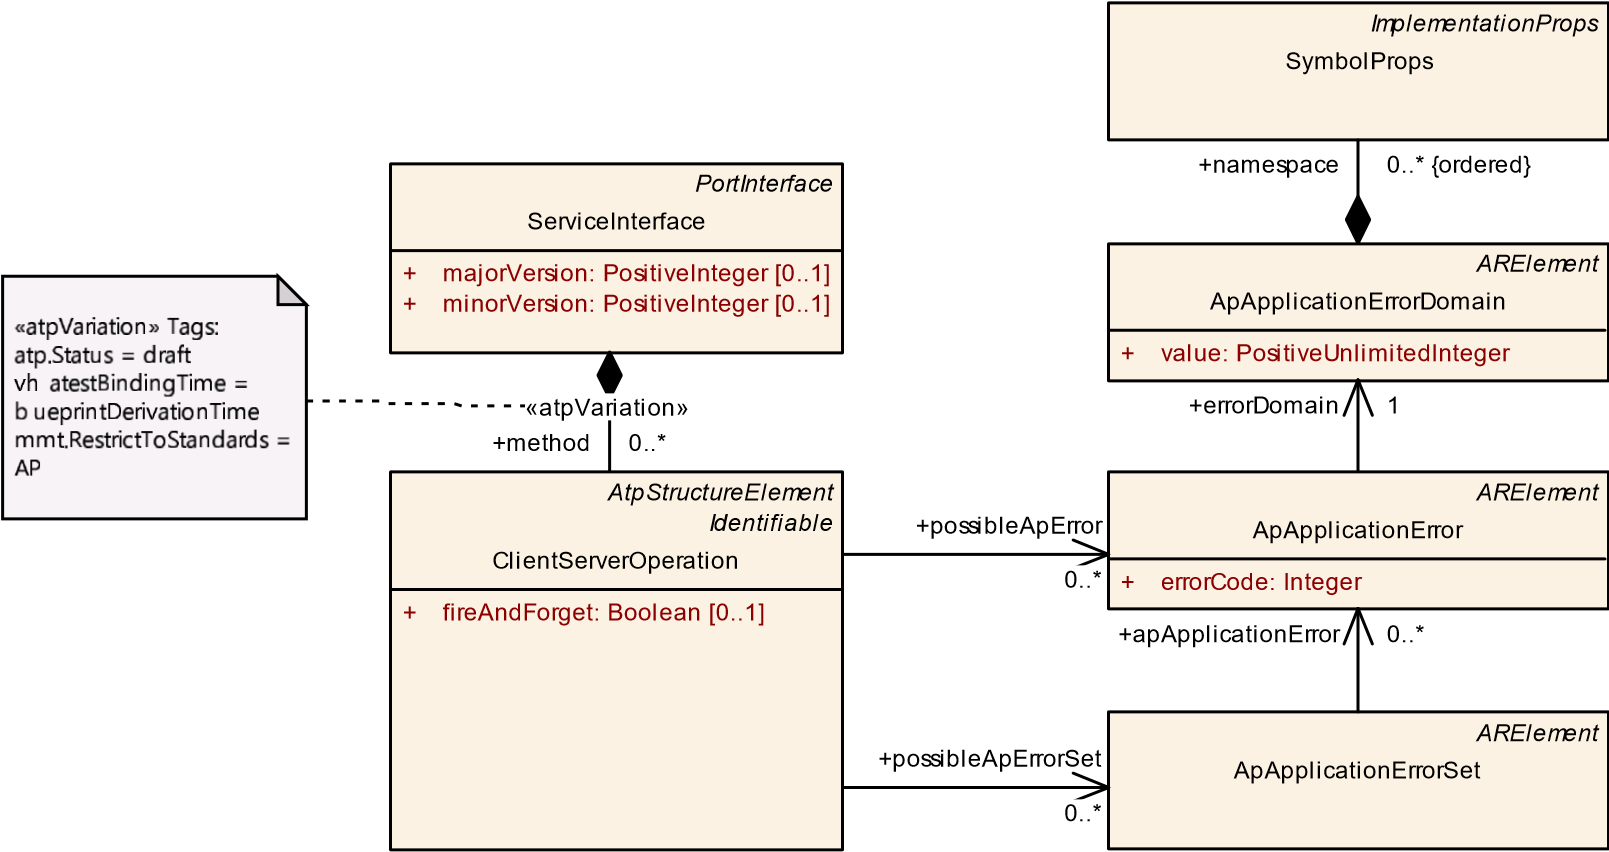 ImplementationProps
SymbolProps
+namespace
0..* {ordered}
PortInterface
ServiceInterface
+ majorVersion: PositiveInteger [0..1]
+ minorVersion: PositiveInteger [0..1]
ARElement
ApApplicationErrorDomain
+ value: PositiveUnlimitedInteger
«atpVariation» Tags:
atp.Status = draft
vh atestBindingTime =
b ueprintDerivationTime
mmt.RestrictToStandards =
AP
«atpVariation»
+method
0..*
+errorDomain
1
AtpStructureElement
Identifiable
ClientServerOperation
+ fireAndForget: Boolean [0..1]
+possibleApError
0..*
ARElement
ApApplicationError
+ errorCode: Integer
+apApplicationError
0..*
+possibleApErrorSet
0..*
ARElement
ApApplicationErrorSet